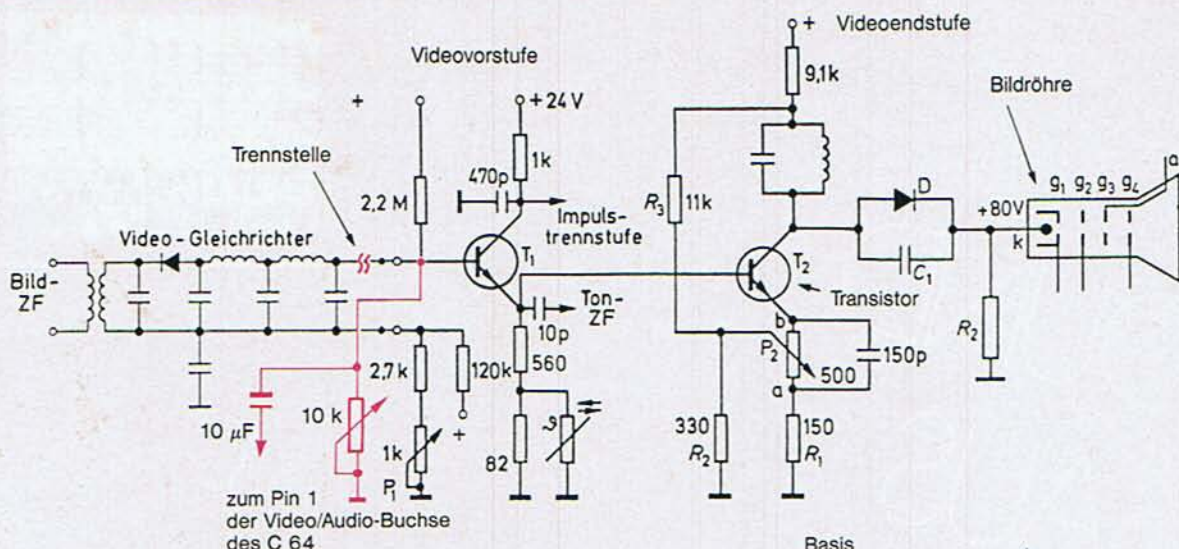 Videovorstufe
Videoendstufe
Bildröhre
+
+ 24 V
+
9,1k
Trennstelle
1k
470p
2,2 M
Impuls-
trennstufe
R3
11k
D
C1
+80V
g1
g2
g3
g4
a
k
Video-Gleichrichter
T1
T2
Transistor
Bild-
ZF
Ton-
ZF
10p
560
b
P2
500
a
150p
R2
2,7k
120k
+
10 µF
10 k
1k
P1
82
ϑ
330
R2
150
R1
zum Pin 1
der Video/Audio-Buchse
des C 64
Basis